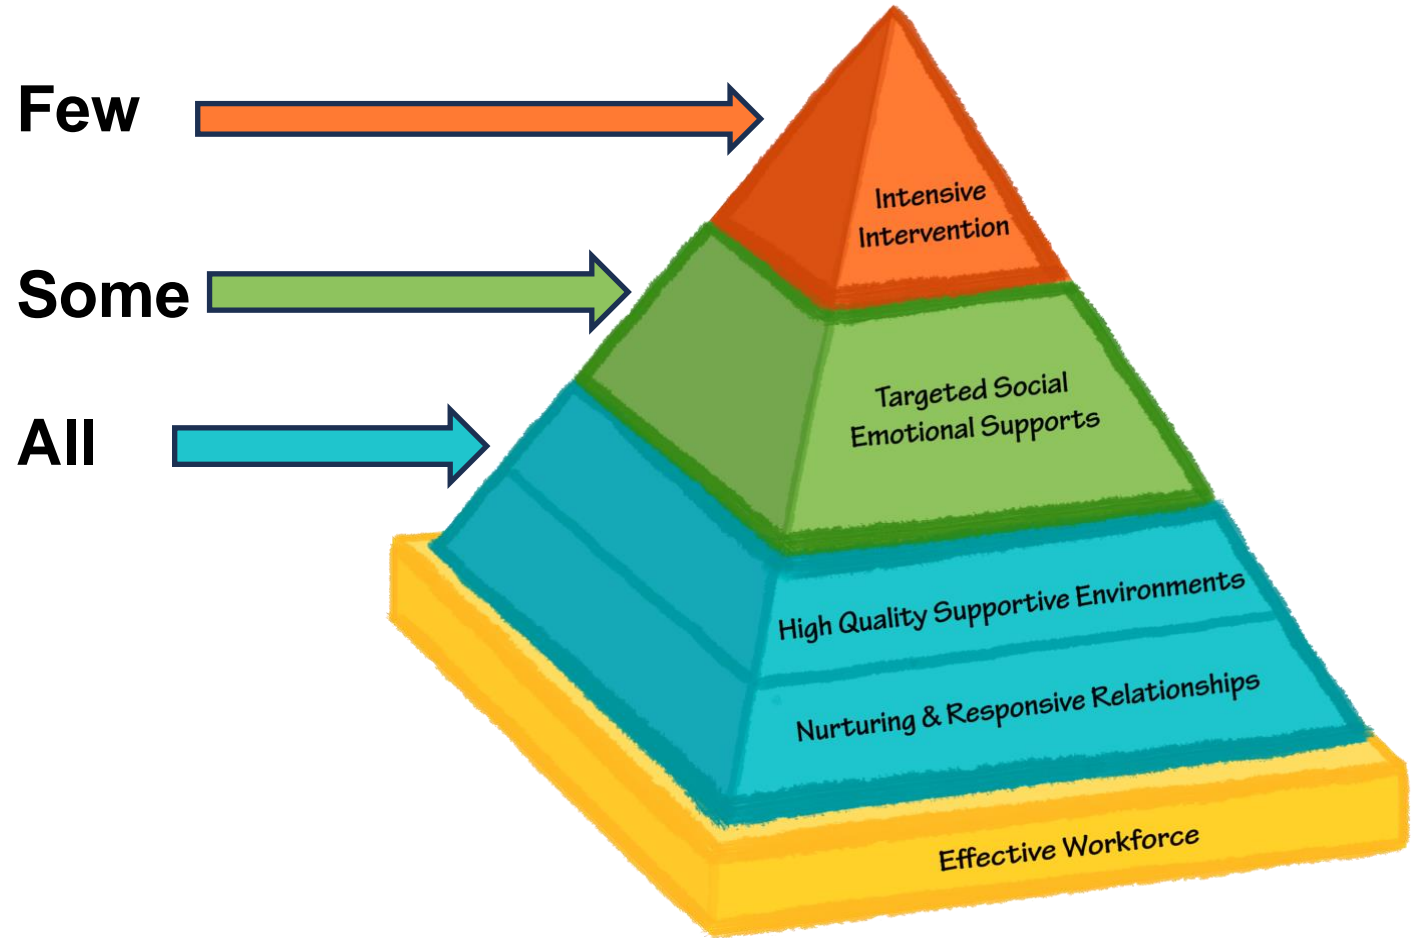 Few
Intensive
Intervention
Some
Targeted Social
Emotional Supports
All
High Quality Supportive Environments
Nurturing & Responsive Relationships
Effective Workforce